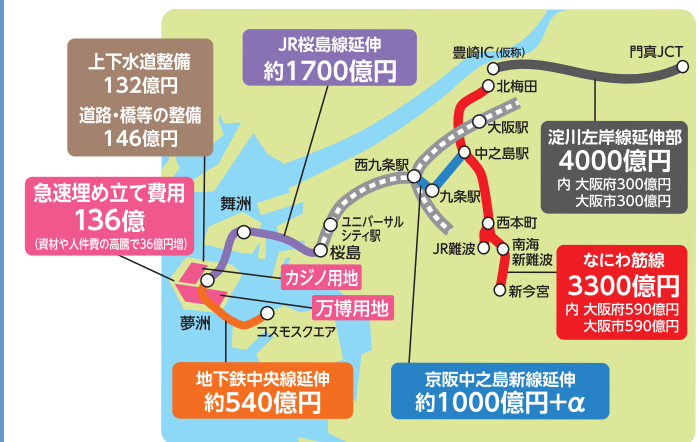 上下水道整備
132億円
道路・橋等の整備
146億円
JR桜島線延伸
約1700億円
豊崎IC(仮称)
門真JCT
北梅田
大阪駅
中之島駅
西九条駅
九条駅
淀川左岸線延伸部
4000億円
内 大阪府300億円
大阪市300億円
急速埋め立て費用
136億
(資材や人件費の高騰で36億円増)
舞洲
ユニバーサル
シティ駅
桜島
西本町
JR難波
南海
新難波
新今宮
なにわ筋線
3300億円
内 大阪府590億円
大阪市590億円
カジノ用地
万博用地
夢洲
コスモスクエア
地下鉄中央線延伸
約540億円
京阪中之島新線延伸
約1000億円+α